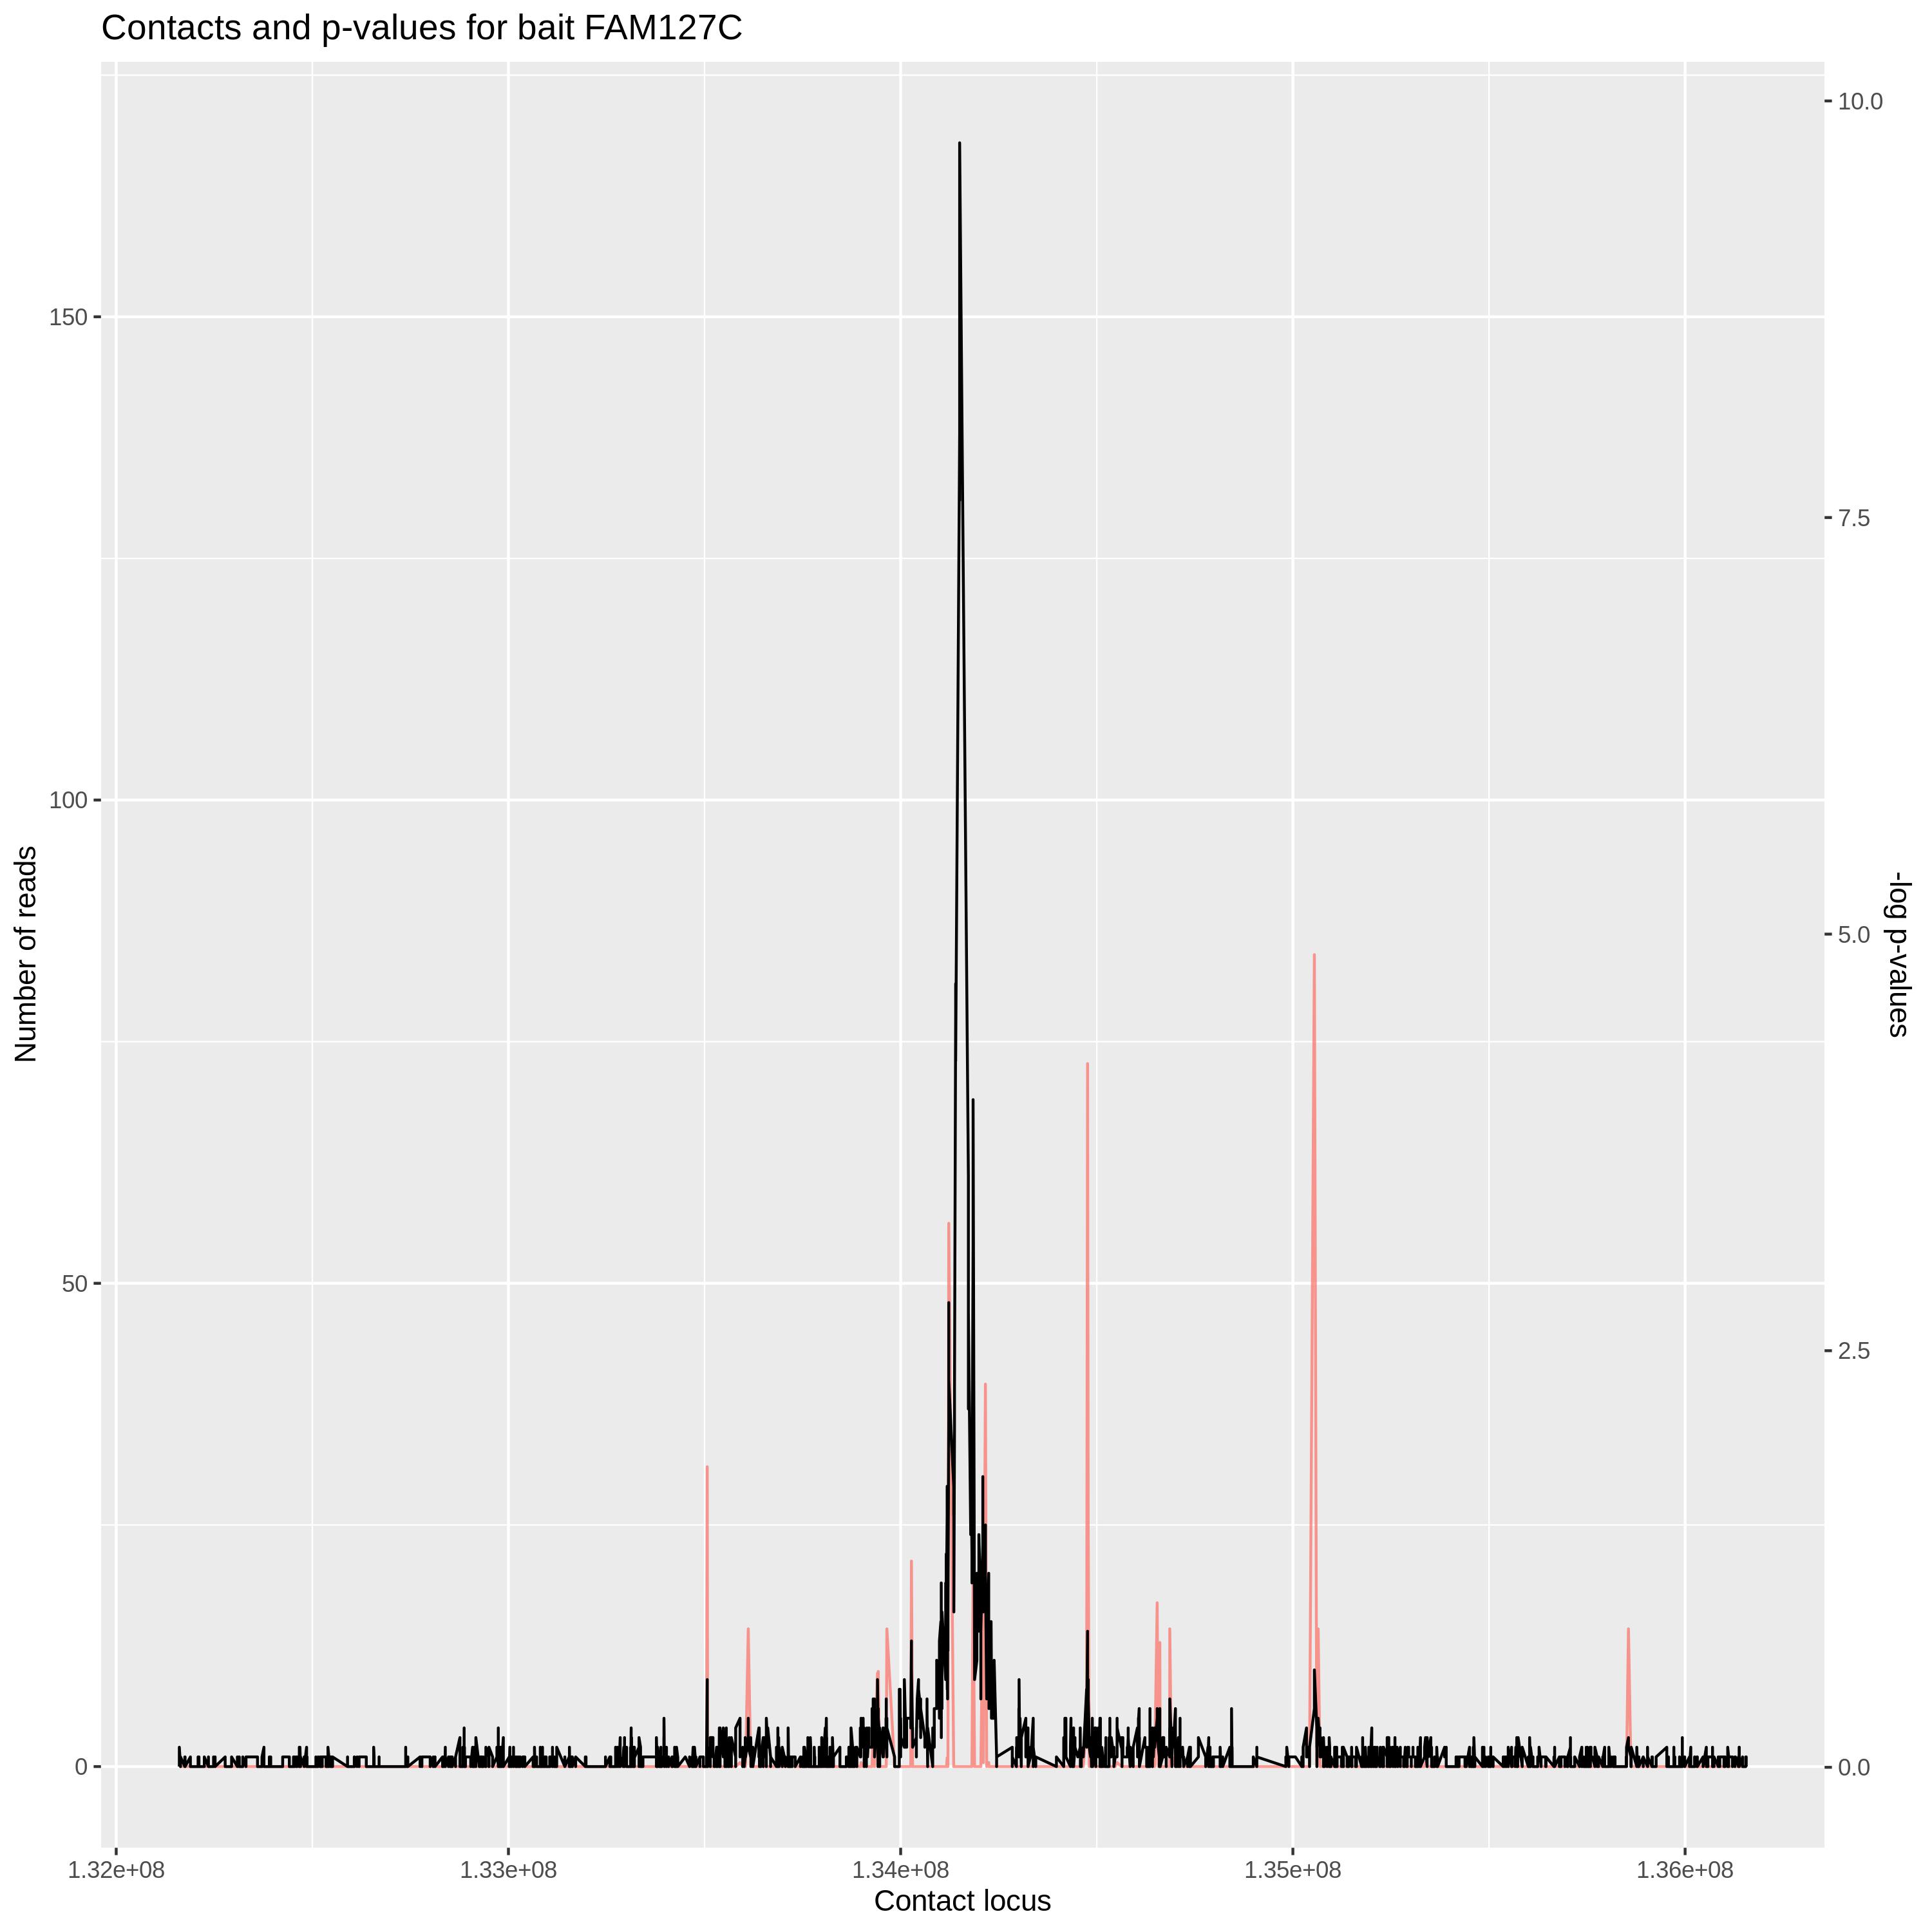 Contacts and p-values for bait FAM127C
10.0
150
7.5
100
5.0
Number of reads
-log p-values
50
2.5
0
0.0
1.32e+08 1.33e+08 1.34e+08 1.35e+08 1.36e+08
Contact locus